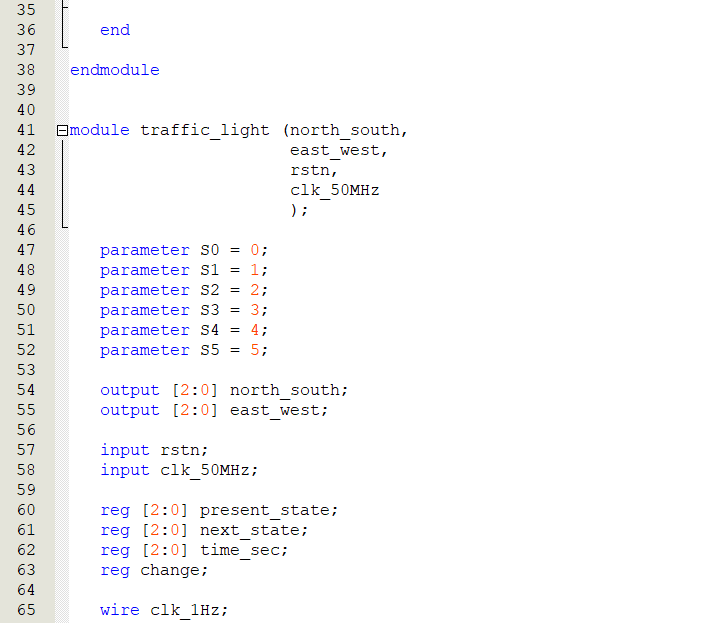 35
36 end
37
38 endmodule
39
40
41 module traffic_light (north_south,
42 east_west,
43 rstn,
44 clk_50MHz
45 );
46
47 parameter S0 = 0;
48 parameter S1 = 1;
49 parameter S2 = 2;
50 parameter S3 = 3;
51 parameter S4 = 4;
52 parameter S5 = 5;
53
54 output [2:0] north_south;
55 output [2:0] east_west;
56
57 input rstn;
58 input clk_50MHz;
59
60 reg [2:0] present_state;
61 reg [2:0] next_state;
62 reg [2:0] time_sec;
63 reg change;
64
65 wire clk_1Hz;